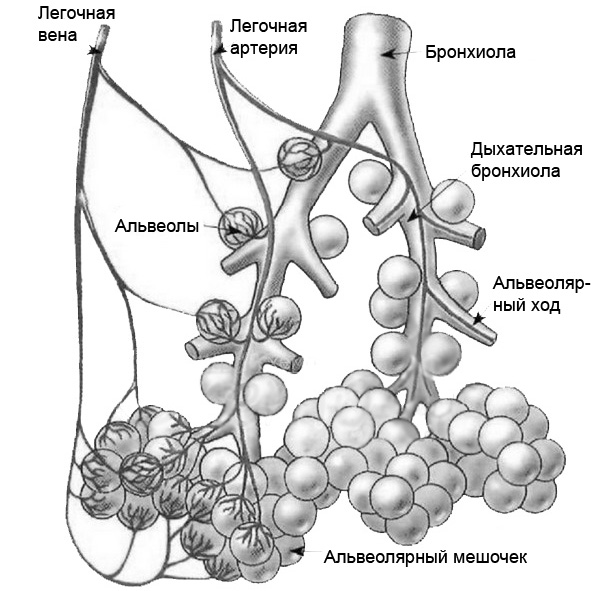 Легочная
вена
Легочная
артерия
Бронхиола
Дыхательная
бронхиола
Альвеолы
Альвеоляр-
ный ход
Альвеолярный мешочек